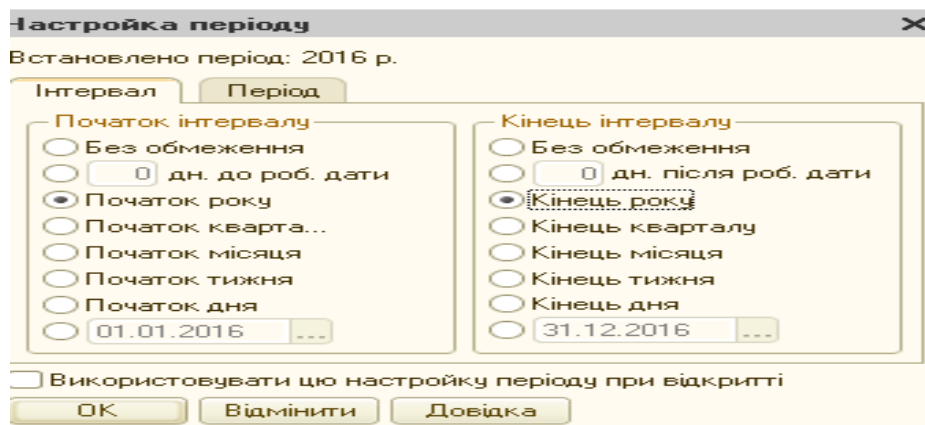 Настройка періоду
Встановлено період: 2016 р.
Інтервал Період
Початок інтервалу
Без обмеження
0 дн. до роб. дати
Початок року
Початок кварта...
Початок місяця
Початок тижня
Початок дня
01.01.2016 ...
Кінець інтервалу
Без обмеження
0 дн. після роб. дати
Кінець року
Кінець кварталу
Кінець місяця
Кінець тижня
Кінець дня
31.12.2016 ...
Використовувати цю настройку періоду при відкритті
ОК Відмінити Довідка